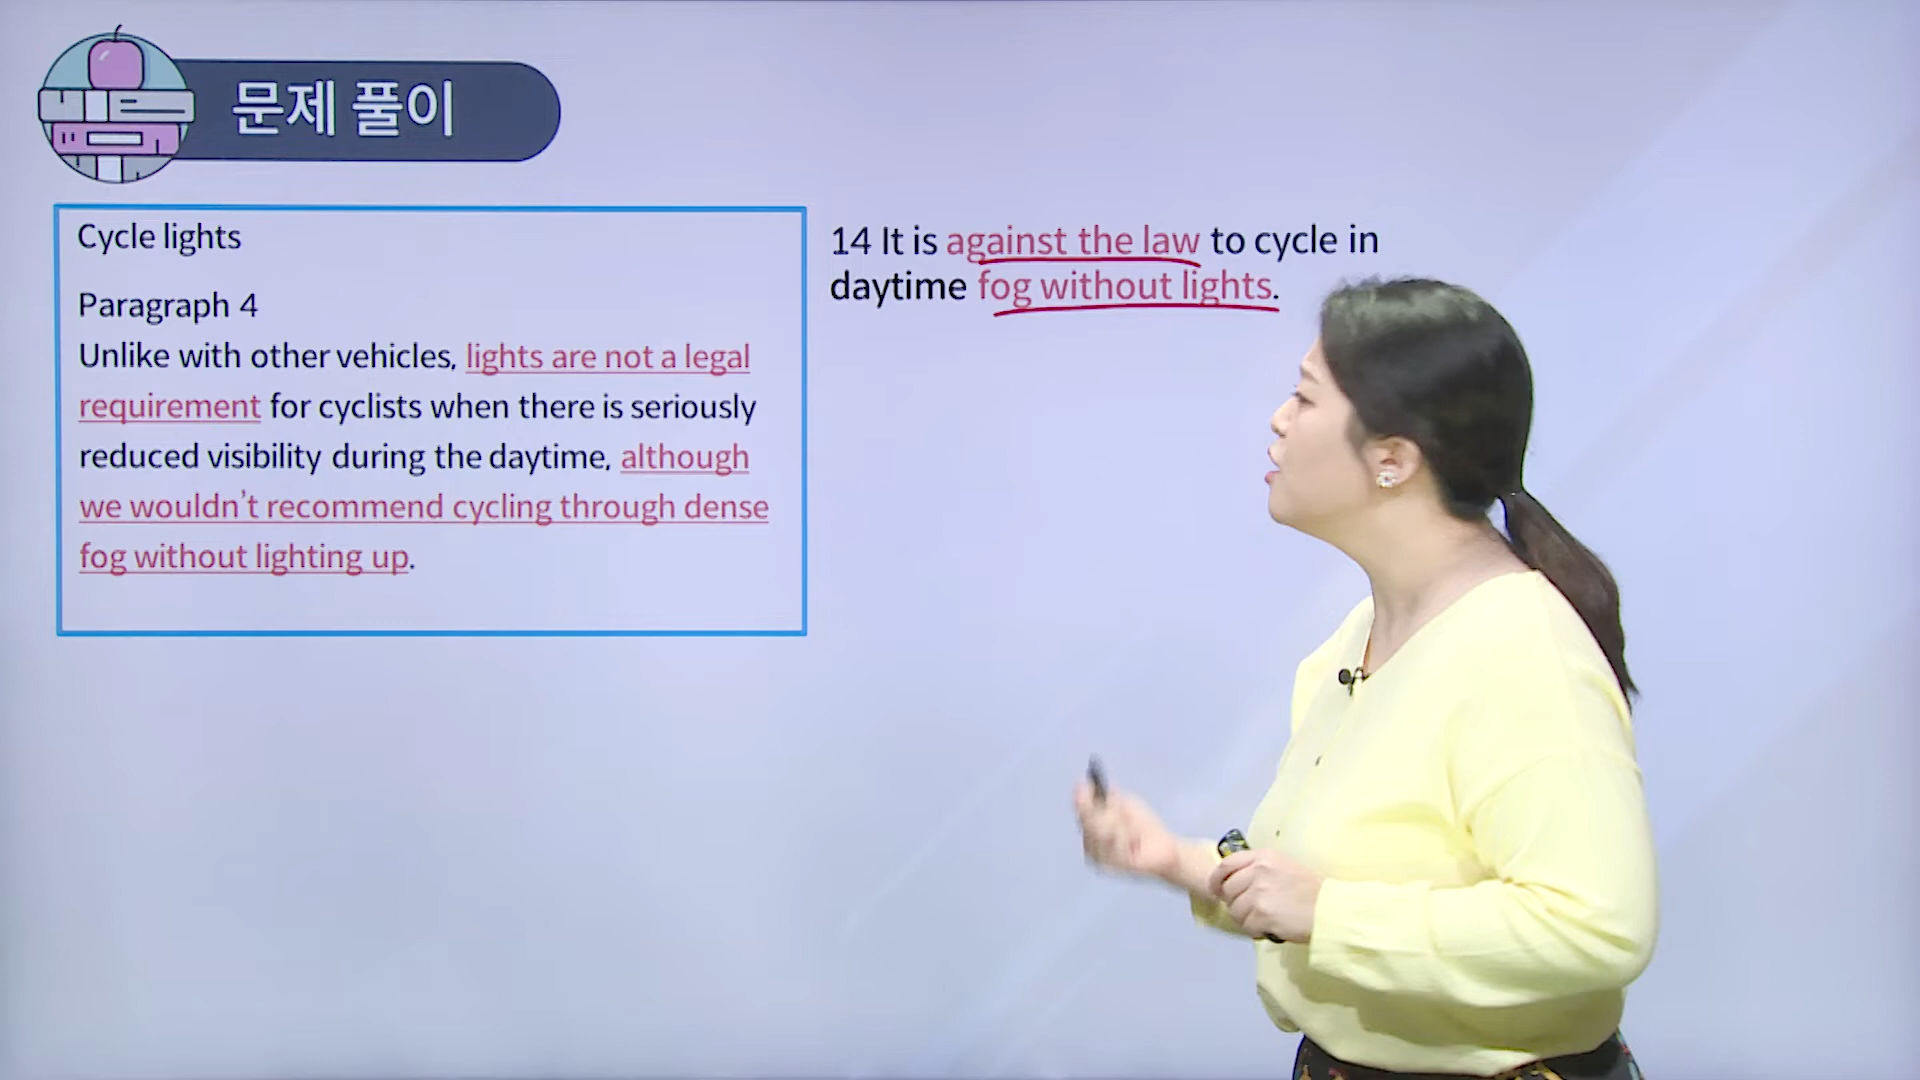 문제 풀이
Cycle lights
Paragraph 4
Unlike with other vehicles, lights are not a legal
requirement for cyclists when there is seriously
reduced visibility during the daytime, although
we wouldn't recommend cycling through dense
fog without lighting up.
14 It is against the law to cycle in
daytime fog without lights.